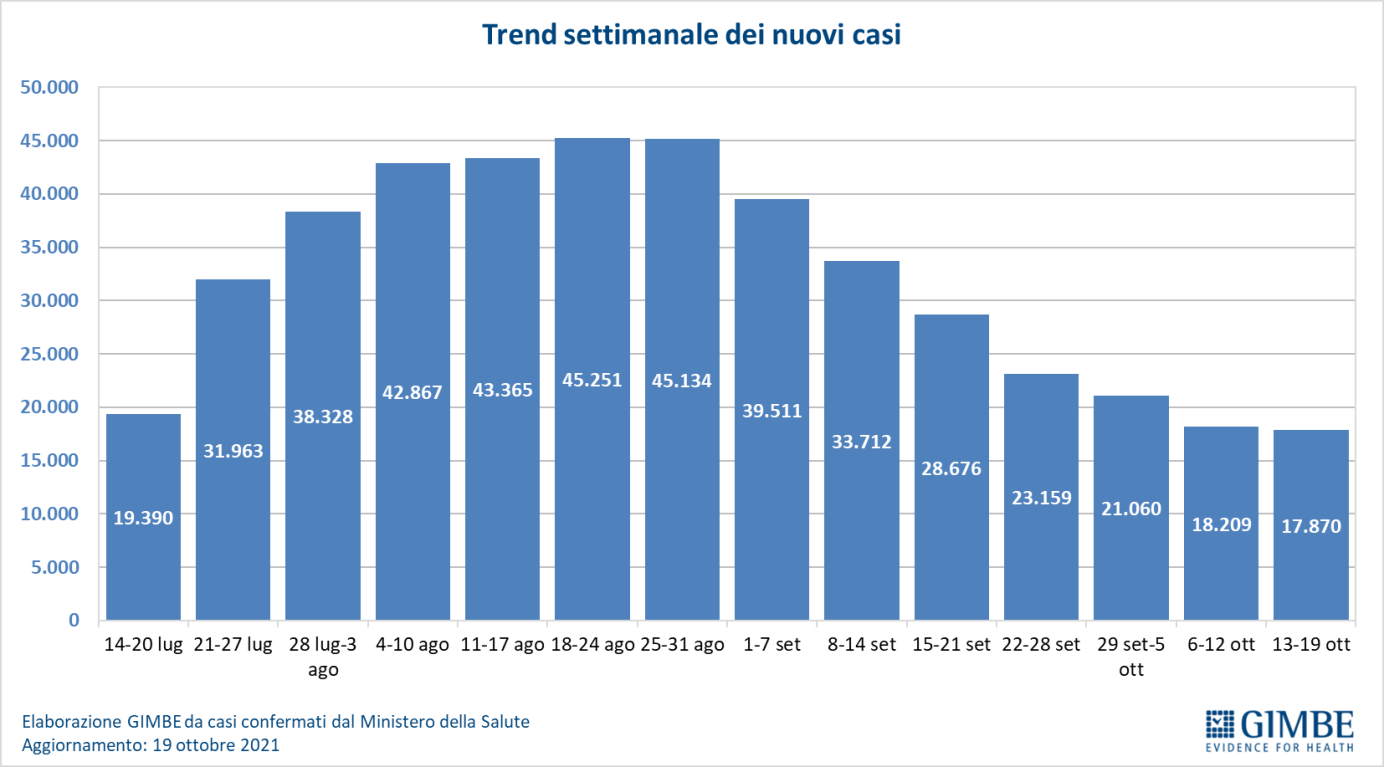 Trend settimanale dei nuovi casi
50.000
45.000
40.000
35.000
30.000
25.000
20.000
15.000
10.000
5.000
0
19.390
31.963
38.328
42.867
43.365
45.251
45.134
39.511
33.712
28.676
23.159
21.060
18.209
17.870
14-20 lug
21-27 lug
28 lug-3
ago
4-10 ago
11-17 ago
18-24 ago
25-31 ago
1-7 set
8-14 set
15-21 set
22-28 set
29 set-5
ott
6-12 ott
13-19 ott
Elaborazione GIMBE da casi confermati dal Ministero della Salute
Aggiornamento: 19 ottobre 2021
GIMBE
EVIDENCE FOR HEALTH